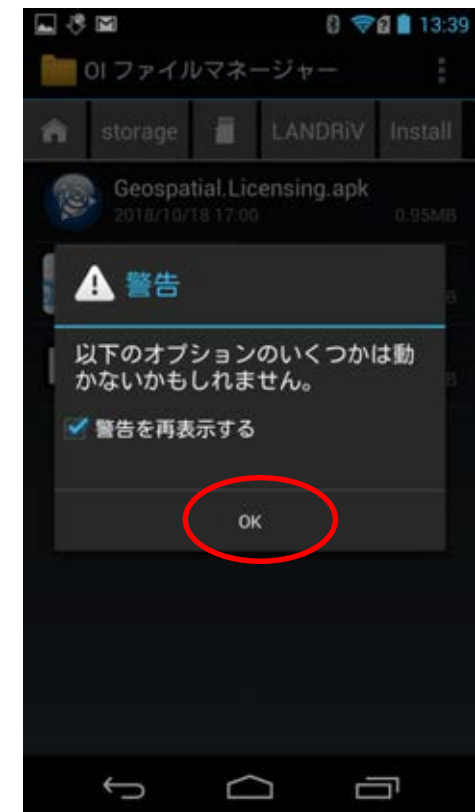 13:39
OI ファイルマネージャー
storage
LANDRiV
Install
Geospatial.Licensing.apk
2018/10/18 17:00
0.95MB
警告
以下のオプションのいくつかは動
かないかもしれません。
警告を再表示する
OK